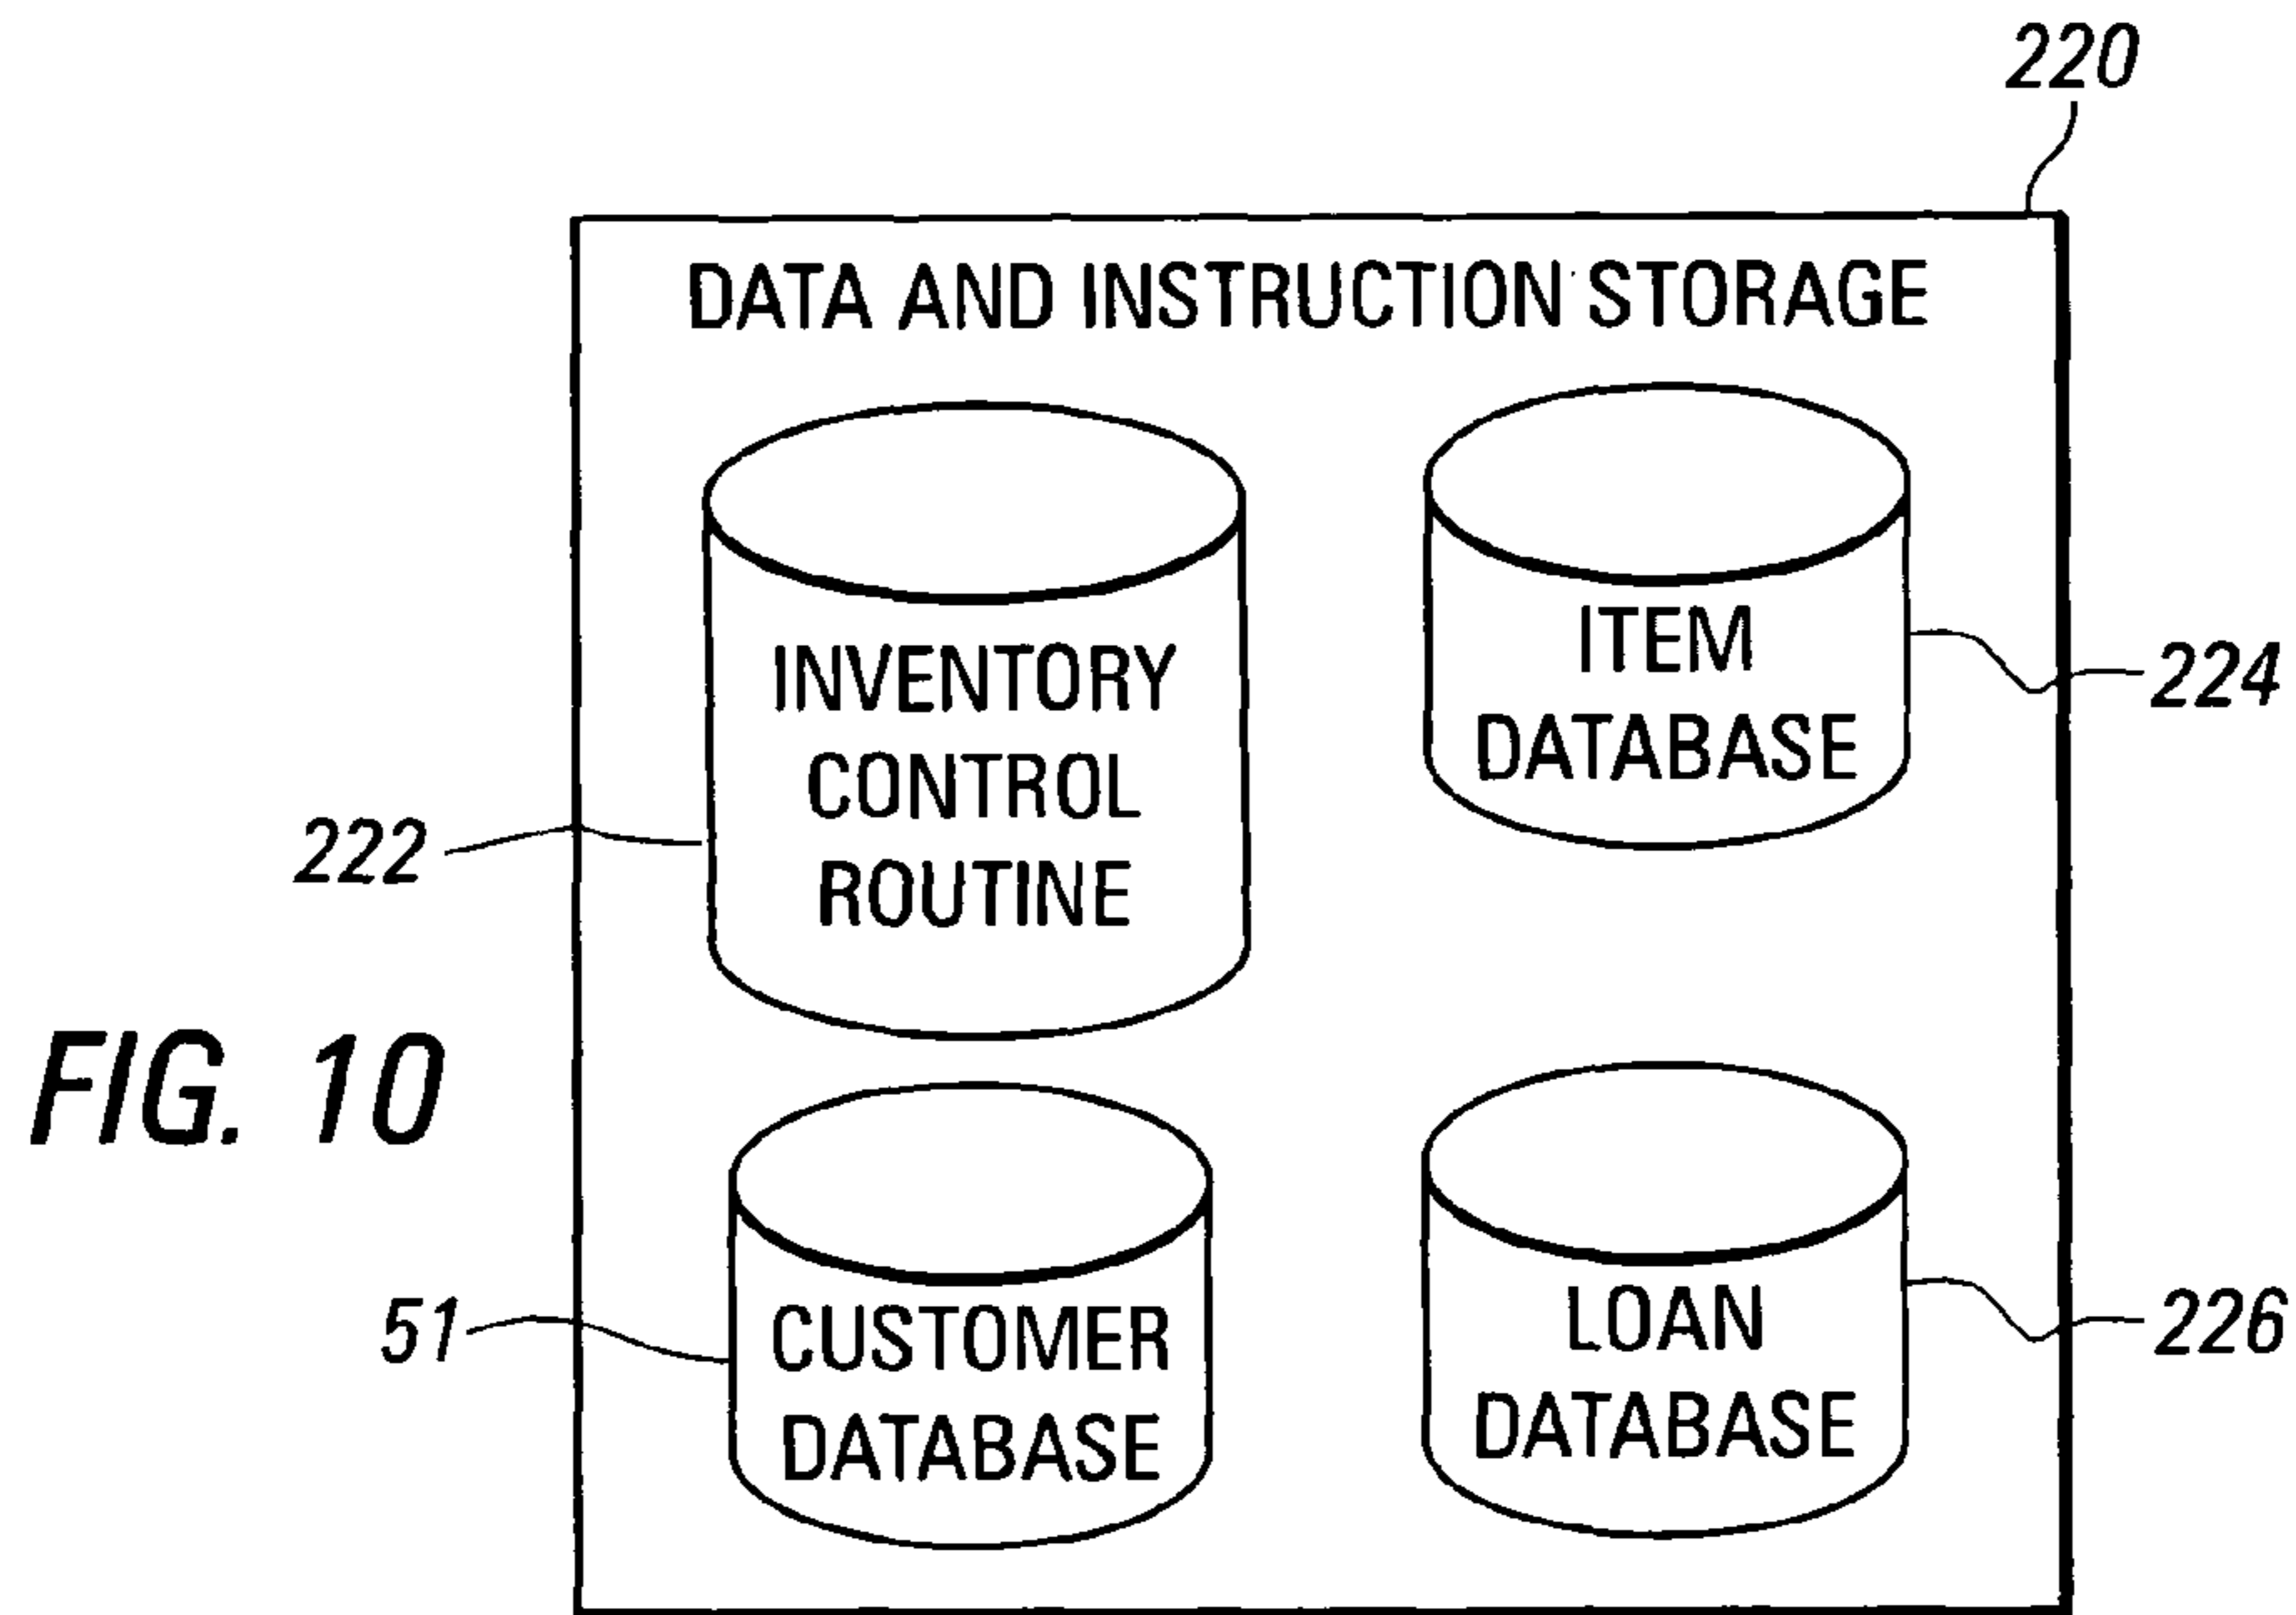 220
DATA AND INSTRUCTION STORAGE
INVENTORY
CONTROL
ROUTINE
222
ITEM
DATABASE
224
FIG. 10
CUSTOMER
DATABASE
51
LOAN
DATABASE
226